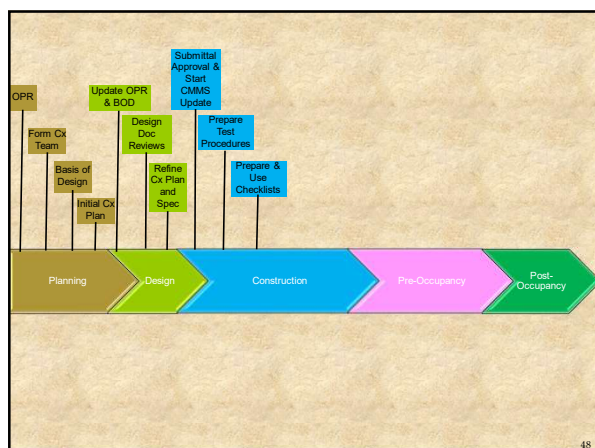 OPR
Form Cx
Team
Basis of
Design
Initial Cx
Plan
Update OPR
& BOD
Design
Doc
Reviews
Refine
Cx Plan
and
Spec
Submittal
Approval &
Start
CMMS
Update
Prepare
Test
Procedures
Prepare &
Use
Checklists
Planning
Design
Construction
Pre-Occupancy
Post-
Occupancy
48